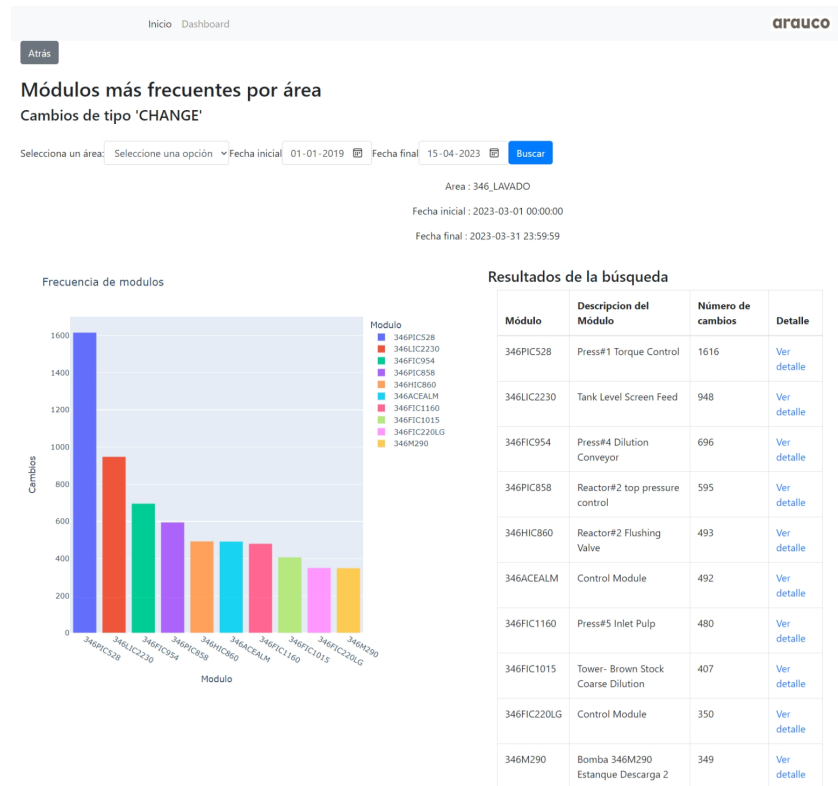 Inicio Dashboard
arauco
Atrás
Módulos más frecuentes por área
Cambios de tipo 'CHANGE'
Selecciona un área: Seleccione una opción Fecha inicial 01-01-2019 Fecha final 15-04-2023 Buscar
Area : 346_LAVADO
Fecha inicial : 2023-03-01 00:00:00
Fecha final : 2023-03-31 23:59:59
Frecuencia de modulos
Cambios
1600
1400
1200
1000
800
600
400
200
0
346PIC528 346LIC2230 346FIC954 346PIC858 346HIC860 346ACEALM 346FIC1160 346FIC1015 346FIC220LG 346M290
Modulo
Modulo
346PIC528
346LIC2230
346FIC954
346PIC858
346HIC860
346ACEALM
346FIC1160
346FIC1015
346FIC220LG
346M290
Resultados de la búsqueda
Módulo Descripcion del Número de Detalle
Módulo cambios
346PIC528 Press#1 Torque Control 1616 Ver
detalle
346LIC2230 Tank Level Screen Feed 948 Ver
detalle
346FIC954 Press#4 Dilution 696 Ver
Conveyor detalle
346PIC858 Reactor#2 top pressure 595 Ver
control detalle
346HIC860 Reactor#2 Flushing 493 Ver
Valve detalle
346ACEALM Control Module 492 Ver
detalle
346FIC1160 Press#5 Inlet Pulp 480 Ver
detalle
346FIC1015 Tower- Brown Stock 407 Ver
Coarse Dilution detalle
346FIC220LG Control Module 350 Ver
detalle
346M290 Bomba 346M290 349 Ver
Estanque Descarga 2 detalle